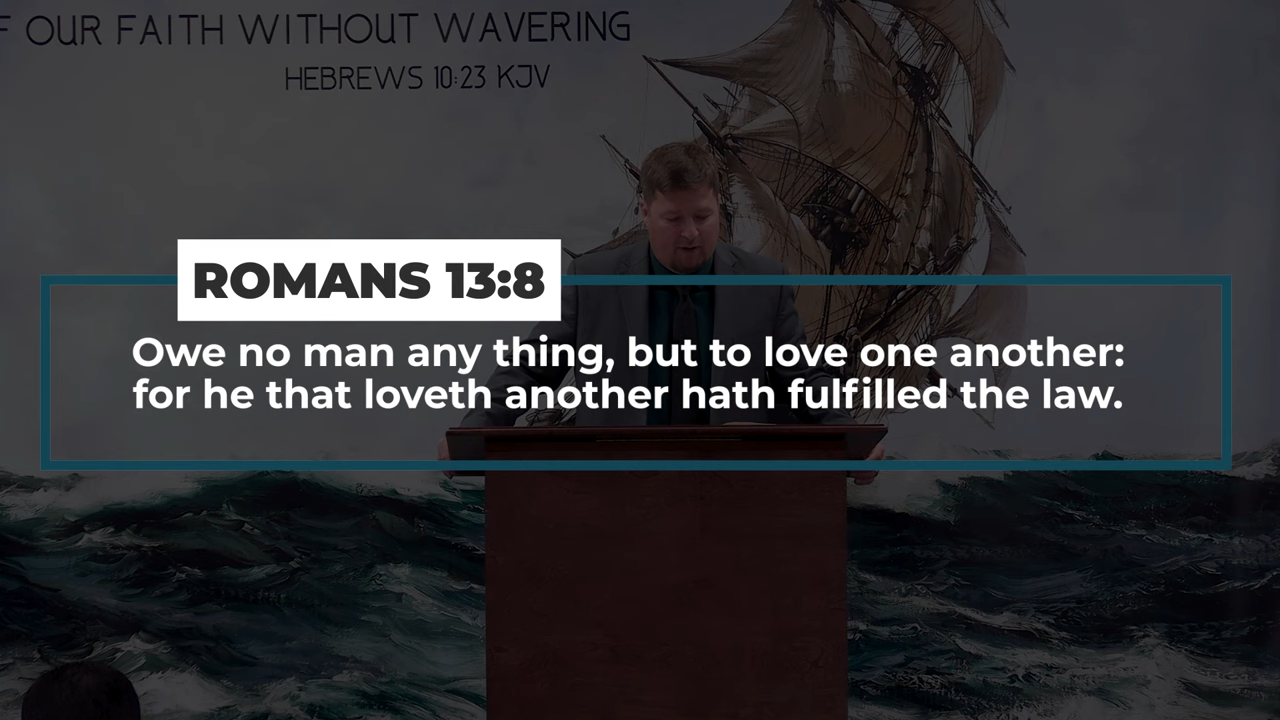 OUR FAITH WITHOUT WAVERING
HEBREWS 10:23 KJV
ROMANS 13:8
Owe no man any thing, but to love one another:
for he that loveth another hath fulfilled the law.